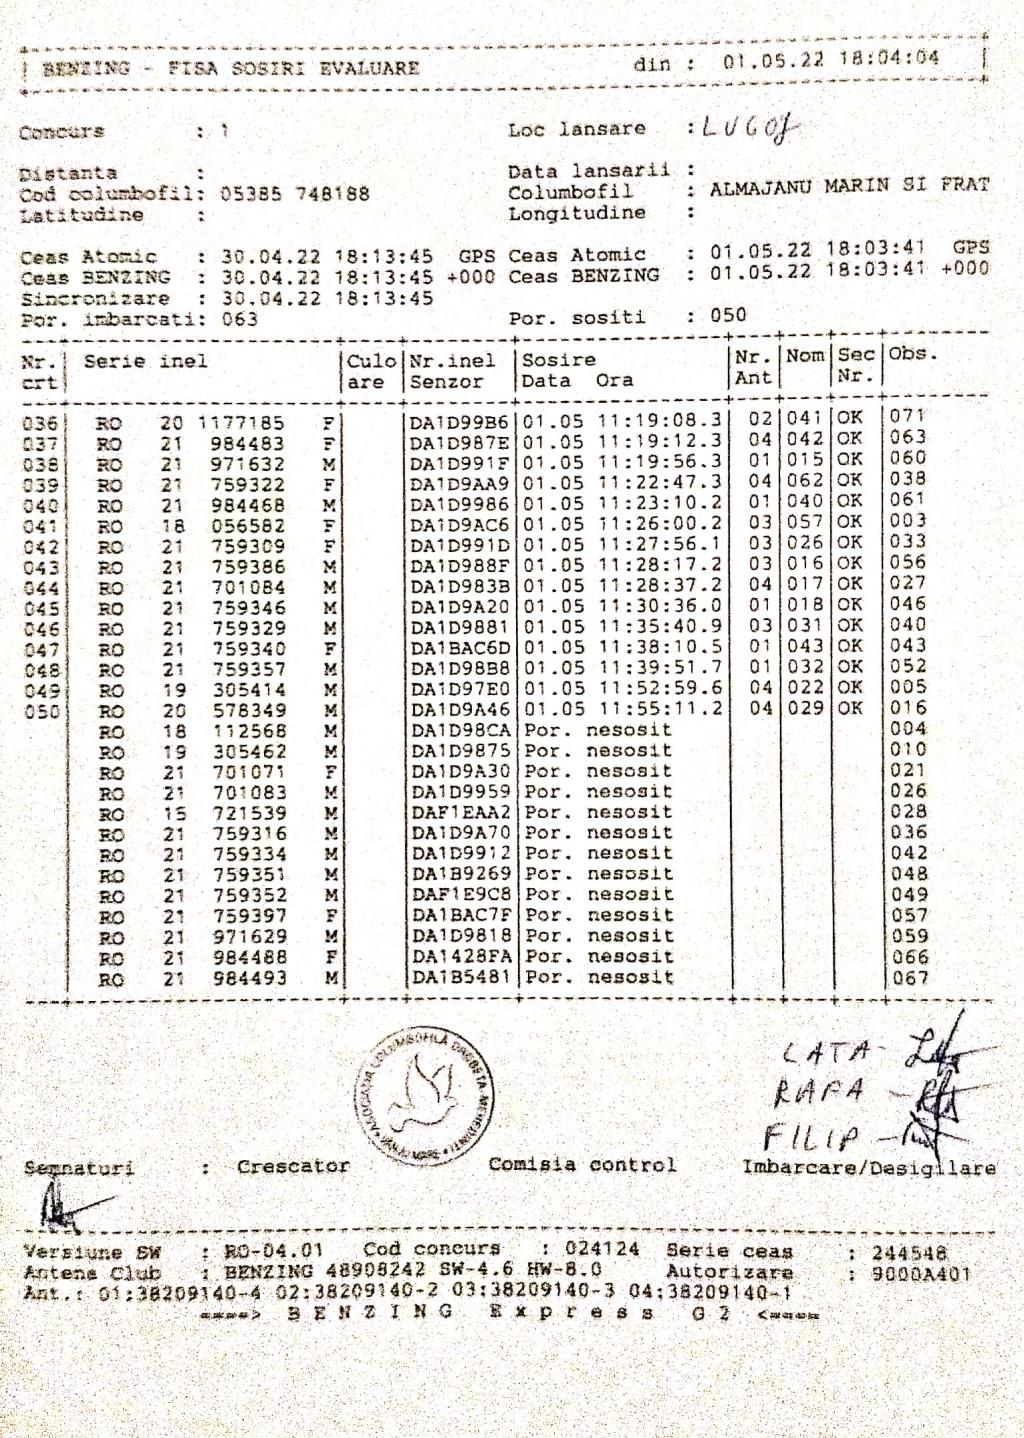 BENZING - FISA SOSIRI EVALUARE din : 01.05.22 18:04:04
Concurs : 1 Loc lansare : LUGOJ
Distanta : Data lansarii :
Cod columbofil: 05385 748188 Columbofil : ALMAJANU MARIN SI FRAT
Latitudine : Longitudine :
Ceas Atomic : 30.04.22 18:13:45 GPS Ceas Atomic : 01.05.22 18:03:41 GPS
Ceas BENZING : 30.04.22 18:13:45 +000 Ceas BENZING : 01.05.22 18:03:41 +000
Sincronizare : 30.04.22 18:13:45
Por. imbarcati: 063 Por. sositi : 050
Nr. Serie inel Culo Nr.inel Sosire Nr. Nom Sec Obs.
crt are Senzor Data Ora Ant Nr.
036 RO 20 1177185 F DA1D99B6 01.05 11:19:08.3 02 041 OK 071
037 RO 21 984483 F DA1D987E 01.05 11:19:12.3 04 042 OK 063
038 RO 21 971632 M DA1D991F 01.05 11:19:56.3 01 015 OK 060
039 RO 21 759322 F DA1D9AA9 01.05 11:22:47.3 04 062 OK 038
040 RO 21 984468 M DA1D9986 01.05 11:23:10.2 01 040 OK 061
041 RO 18 056582 F DA1D9AC6 01.05 11:26:00.2 03 057 OK 003
042 RO 21 759309 F DA1D991D 01.05 11:27:56.1 03 026 OK 033
043 RO 21 759386 M DA1D988F 01.05 11:28:17.2 03 016 OK 056
044 RO 21 701084 M DA1D983B 01.05 11:28:37.2 04 017 OK 027
045 RO 21 759346 M DA1D9A20 01.05 11:30:36.0 01 018 OK 046
046 RO 21 759329 M DA1D9881 01.05 11:35:40.9 03 031 OK 040
047 RO 21 759340 F DA1BAC6D 01.05 11:38:10.5 01 043 OK 043
048 RO 21 759357 M DA1D98B8 01.05 11:39:51.7 01 032 OK 052
049 RO 19 305414 M DA1D97E0 01.05 11:52:59.6 04 022 OK 005
050 RO 20 578349 M DA1D9A46 01.05 11:55:11.2 04 029 OK 016
RO 18 112568 M DA1D98CA Por. nesosit 004
RO 19 305462 M DA1D9875 Por. nesosit 010
RO 21 701071 F DA1D9A30 Por. nesosit 021
RO 21 701083 M DA1D9959 Por. nesosit 026
RO 15 721539 M DAF1EAA2 Por. nesosit 028
RO 21 759316 M DA1D9A70 Por. nesosit 036
RO 21 759334 M DA1D9912 Por. nesosit 042
RO 21 759351 M DA1B9269 Por. nesosit 048
RO 21 759352 M DAF1E9C8 Por. nesosit 049
RO 21 759397 F DA1BAC7F Por. nesosit 057
RO 21 971629 M DA1D9818 Por. nesosit 059
RO 21 984488 F DA1428FA Por. nesosit 066
RO 21 984493 M DA1B5481 Por. nesosit 067
ASOCIATIA COLUMBOFILĂ DROBETA-MEHEDINTI
LATA-
RAFA -
FILIP -
Semnaturi : Crescator Comisia control Imbarcare/Desigilare
Versiune SW : RO-04.01 Cod concurs : 024124 Serie ceas : 244548
Antena Club : BENZING 48908242 SW-4.6 HW-8.0 Autorizare : 9000A401
Ant.: 01:38209140-4 02:38209140-2 03:38209140-3 04:38209140-1
====> B E N Z I N G E x p r e s s G 2 <====